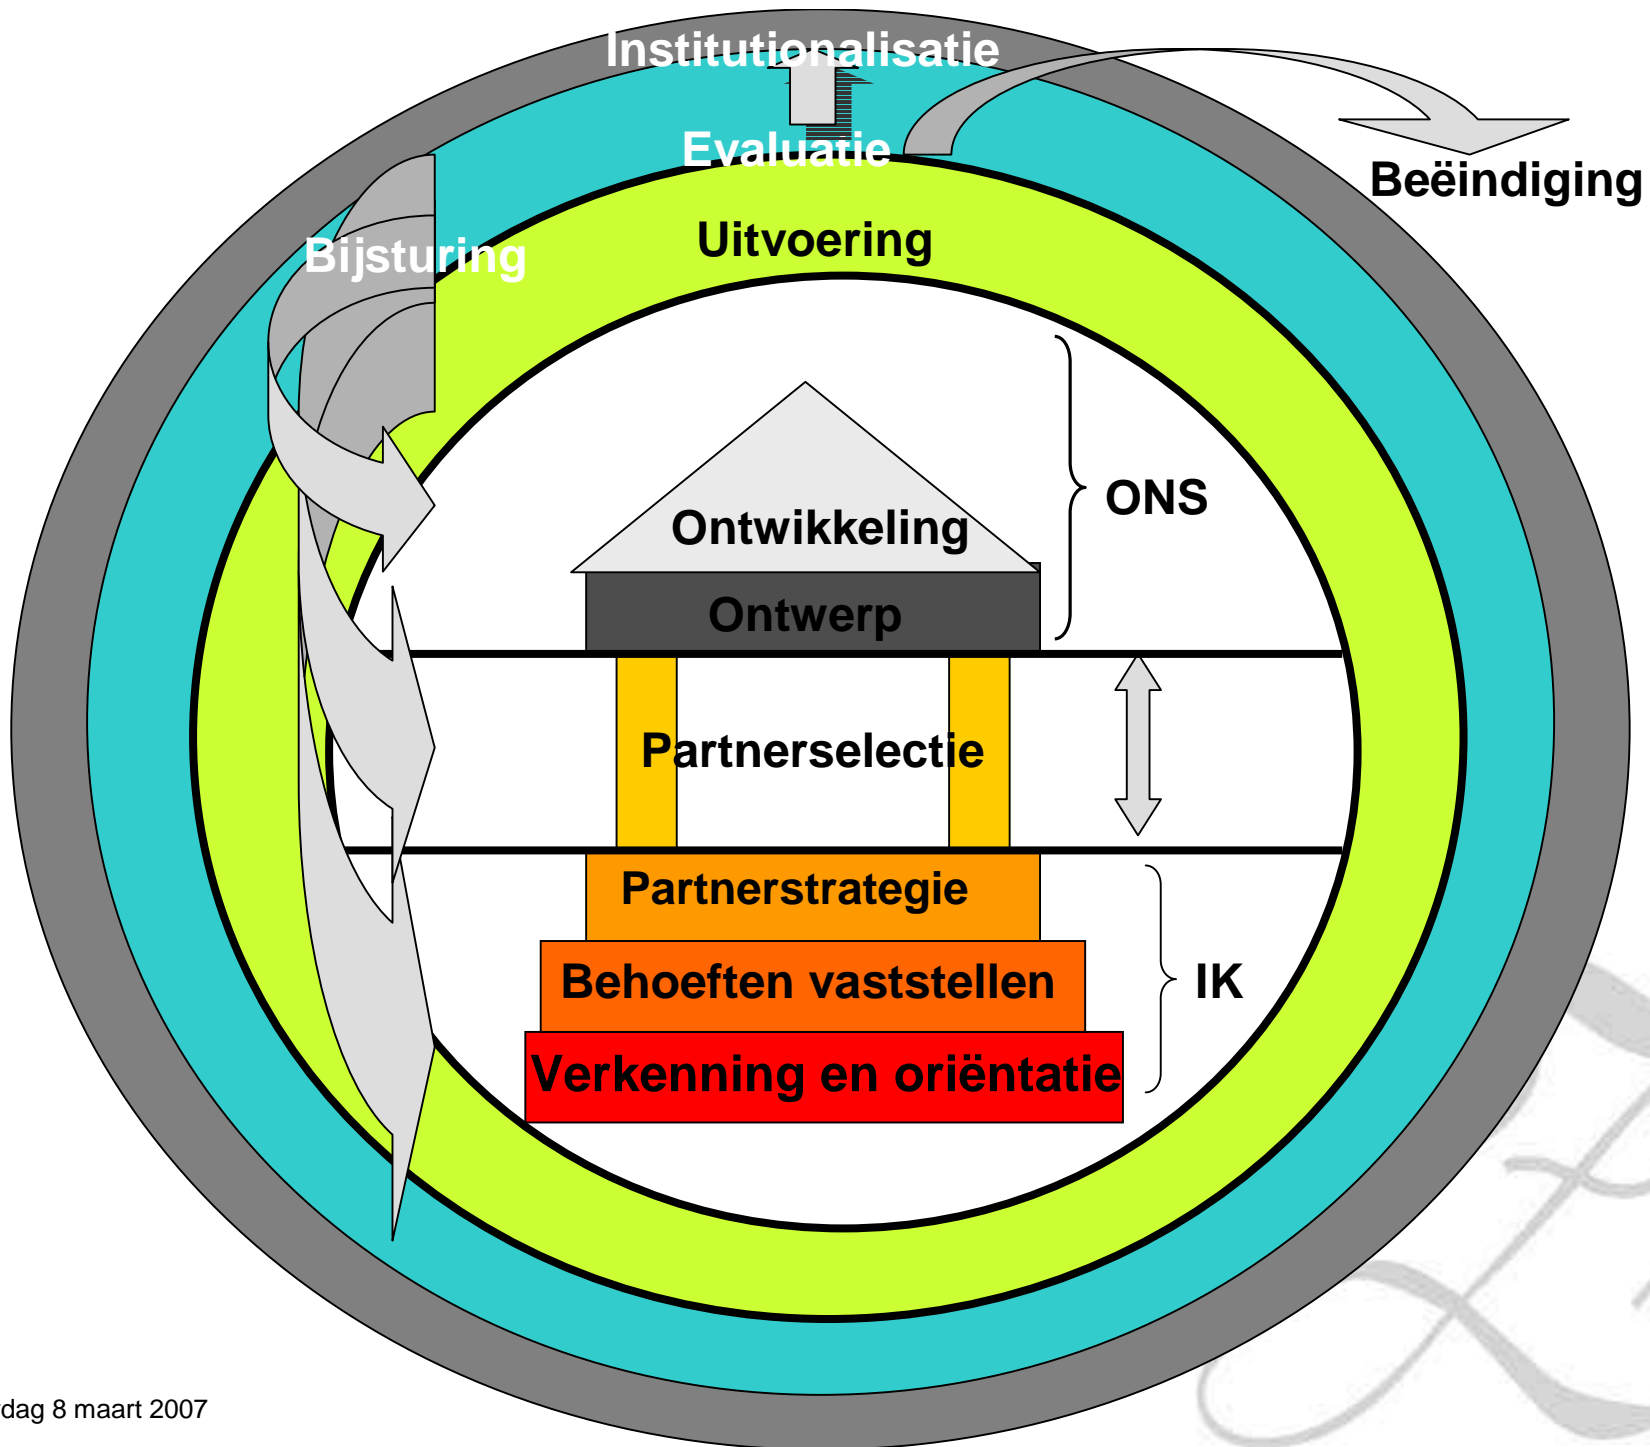 Institutionalisatie
Evaluatie
Beëindiging
Uitvoering
Bijsturing
ONS
Ontwikkeling
Ontwerp
Partnerselectie
Partnerstrategie
Behoeften vaststellen
IK
Verkenning en oriëntatie
8 maart 2007